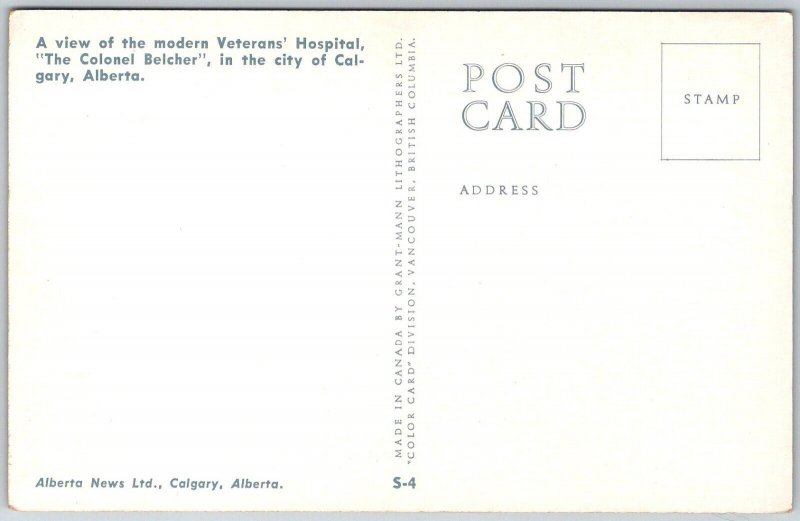 A view of the modern Veterans' Hospital,
"The Colonel Belcher", in the city of Cal-
gary, Alberta.
Alberta News Ltd., Calgary, Alberta.
MADE IN CANADA BY GRANT-MANN LITHOGRAPHERS LTD.
"COLOR CARD" DIVISION, VANCOUVER, BRITISH COLUMBIA.
S-4
POST
CARD
STAMP
ADDRESS